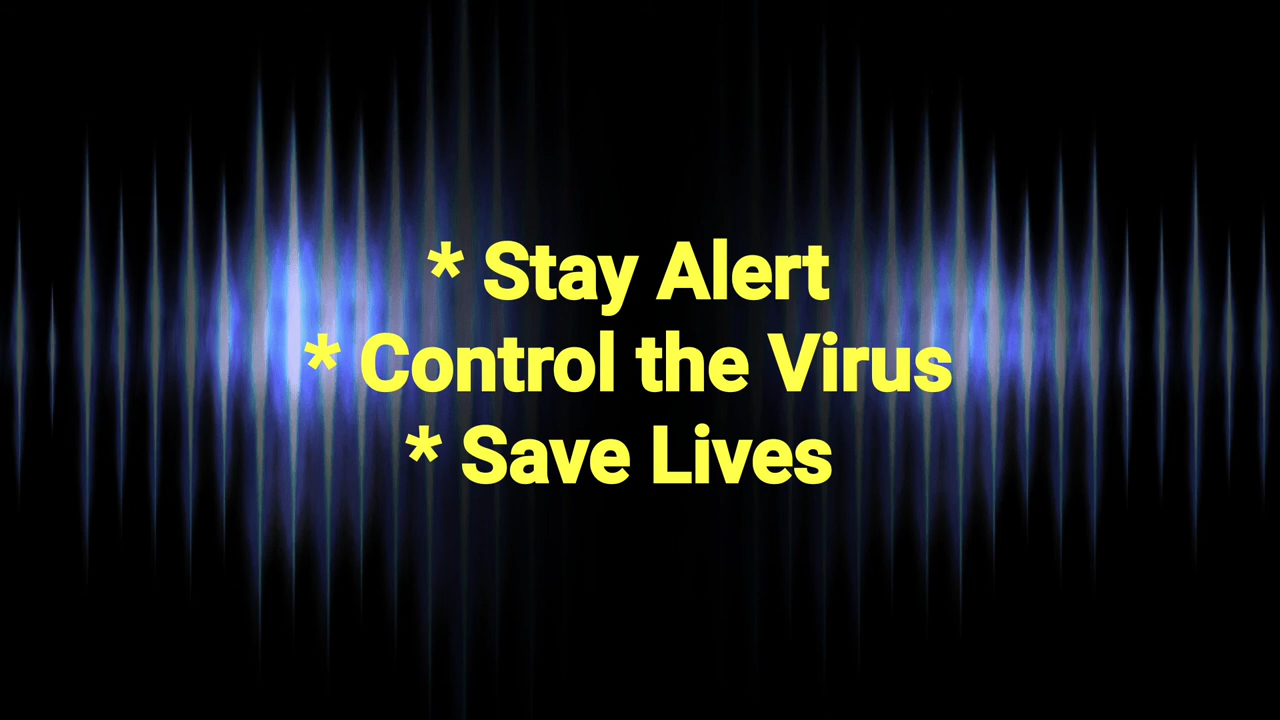 * Stay Alert
* Control the Virus
* Save Lives